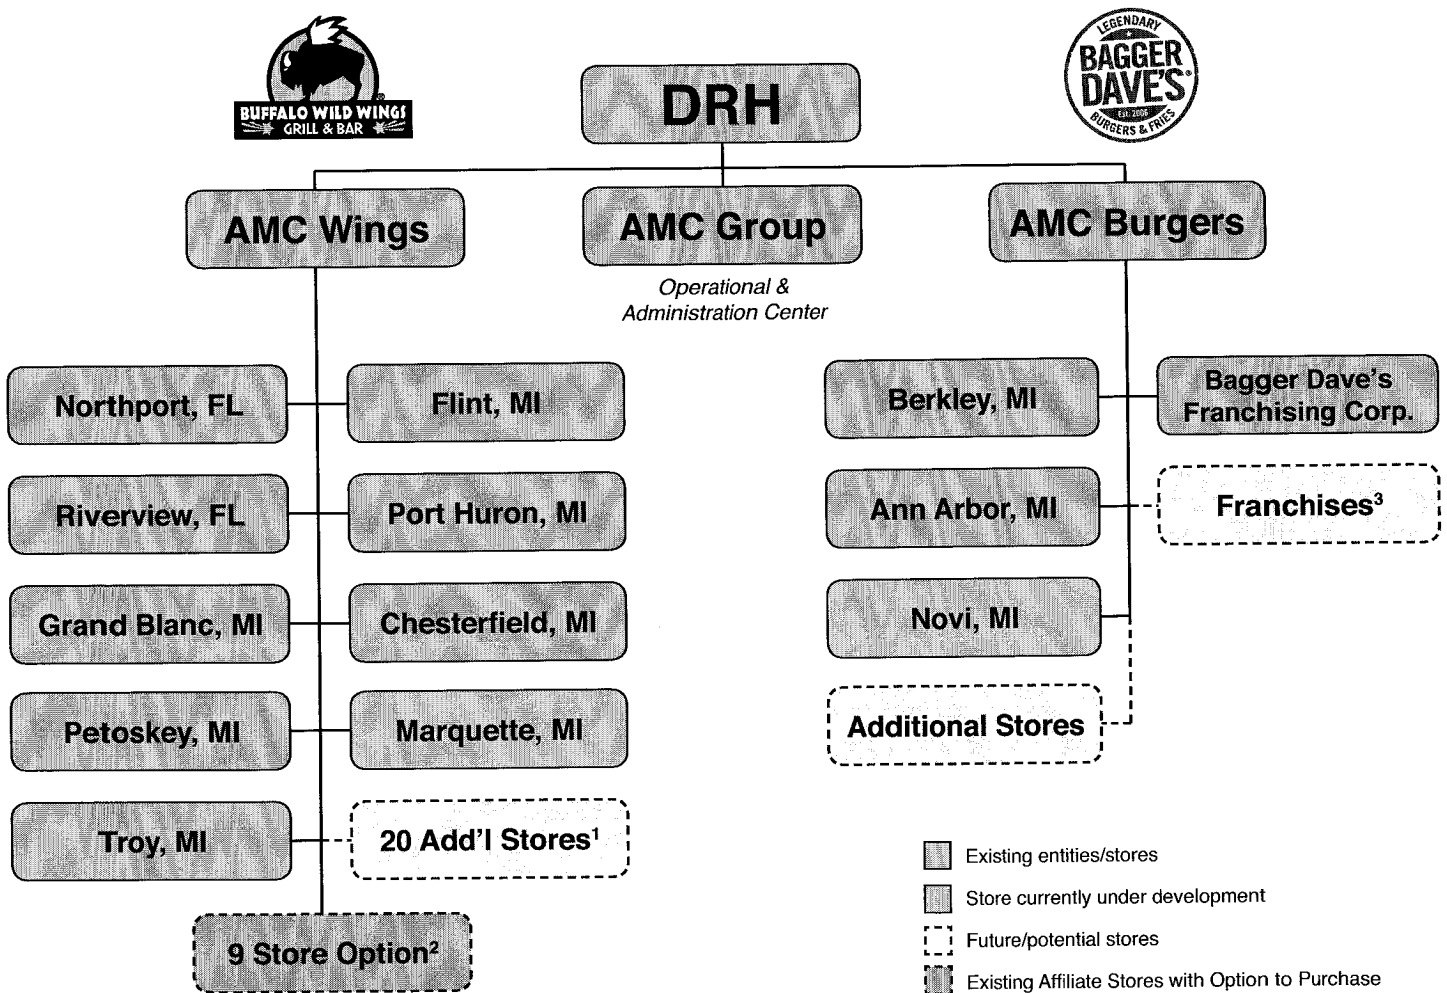 BUFFALO WILD WINGS
GRILL & BAR
DRH
LEGENDARY
BAGGER
DAVE'S®
Est. 2006
BURGERS & FRIES
AMC Wings
AMC Group
AMC Burgers
Operational &
Administration Center
Northport, FL
Flint, MI
Berkley, MI
Bagger Dave's
Franchising Corp.
Riverview, FL
Port Huron, MI
Ann Arbor, MI
Franchises³
Grand Blanc, MI
Chesterfield, MI
Novi, MI
Petoskey, MI
Marquette, MI
Additional Stores
Troy, MI
20 Add'l Stores¹
9 Store Option²
Existing entities/stores
Store currently under development
Future/potential stores
Existing Affiliate Stores with Option to Purchase